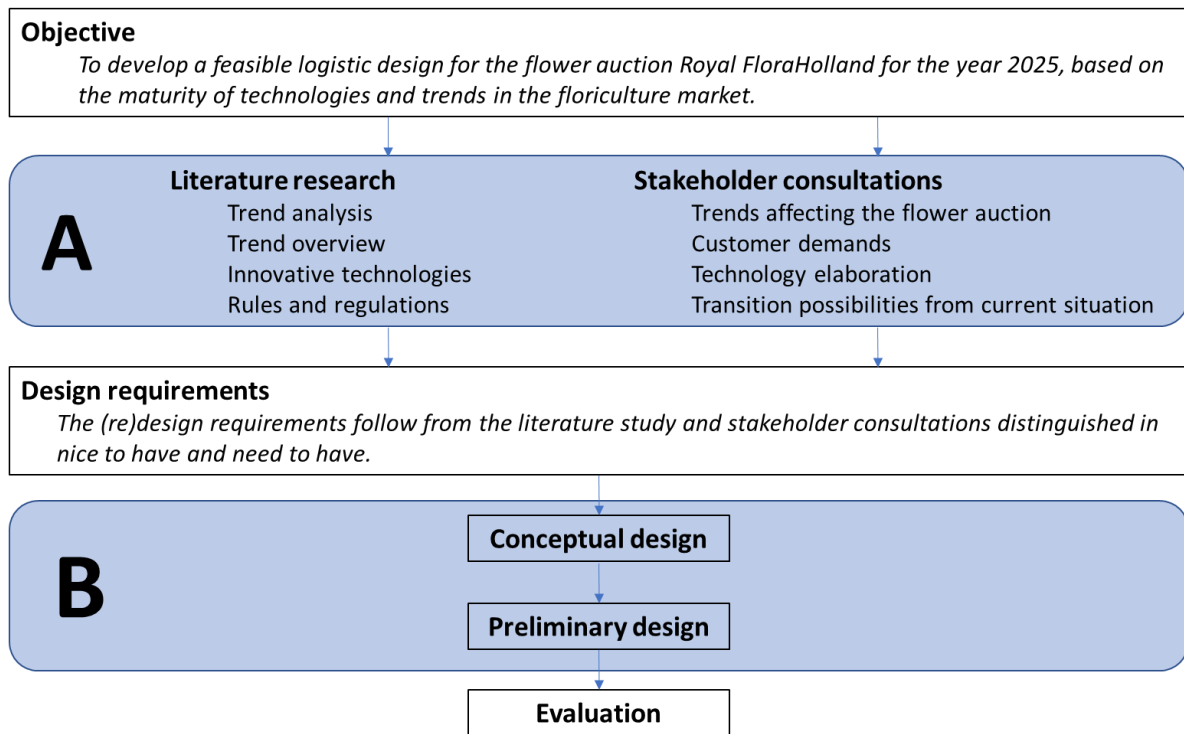 Objective
To develop a feasible logistic design for the flower auction Royal FloraHolland for the year 2025, based on
the maturity of technologies and trends in the floriculture market.
A
Literature research
Trend analysis
Trend overview
Innovative technologies
Rules and regulations
Stakeholder consultations
Trends affecting the flower auction
Customer demands
Technology elaboration
Transition possibilities from current situation
Design requirements
The (re)design requirements follow from the literature study and stakeholder consultations distinguished in
nice to have and need to have.
B
Conceptual design
Preliminary design
Evaluation